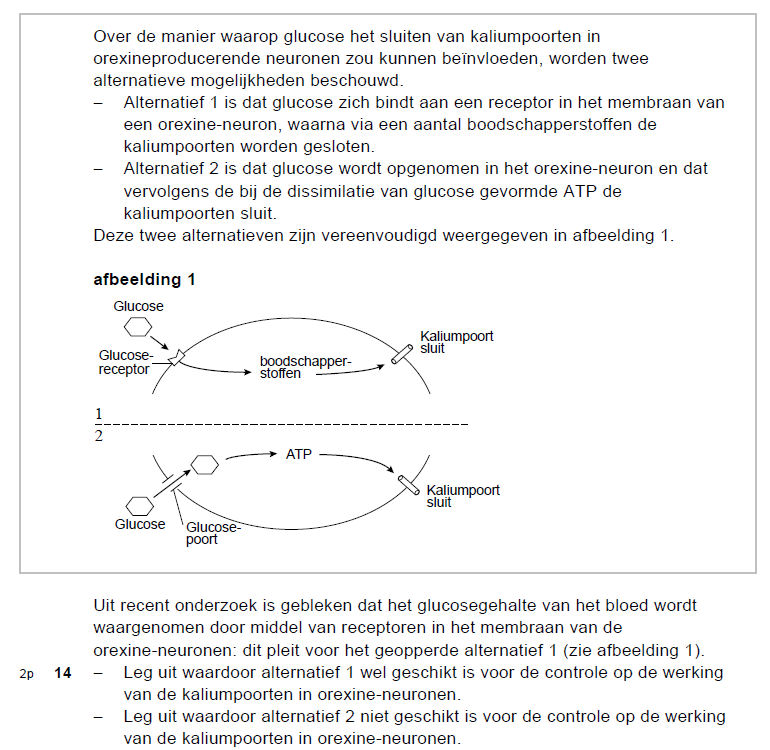 Over de manier waarop glucose het sluiten van kaliumpoorten in
orexineproducerende neuronen zou kunnen beïnvloeden, worden twee
alternatieve mogelijkheden beschouwd.
– Alternatief 1 is dat glucose zich bindt aan een receptor in het membraan van
een orexine-neuron, waarna via een aantal boodschapperstoffen de
kaliumpoorten worden gesloten.
– Alternatief 2 is dat glucose wordt opgenomen in het orexine-neuron en dat
vervolgens de bij de dissimilatie van glucose gevormde ATP de
kaliumpoorten sluit.
Deze twee alternatieven zijn vereenvoudigd weergegeven in afbeelding 1.
afbeelding 1
Glucose
Glucose-
receptor
boodschapper-
stoffen
Kaliumpoort
sluit
1
2
ATP
Kaliumpoort
sluit
Glucose
Glucose-
poort
Uit recent onderzoek is gebleken dat het glucosegehalte van het bloed wordt
waargenomen door middel van receptoren in het membraan van de
orexine-neuronen: dit pleit voor het geopperde alternatief 1 (zie afbeelding 1).
2p 14 – Leg uit waardoor alternatief 1 wel geschikt is voor de controle op de werking
van de kaliumpoorten in orexine-neuronen.
– Leg uit waardoor alternatief 2 niet geschikt is voor de controle op de werking
van de kaliumpoorten in orexine-neuronen.